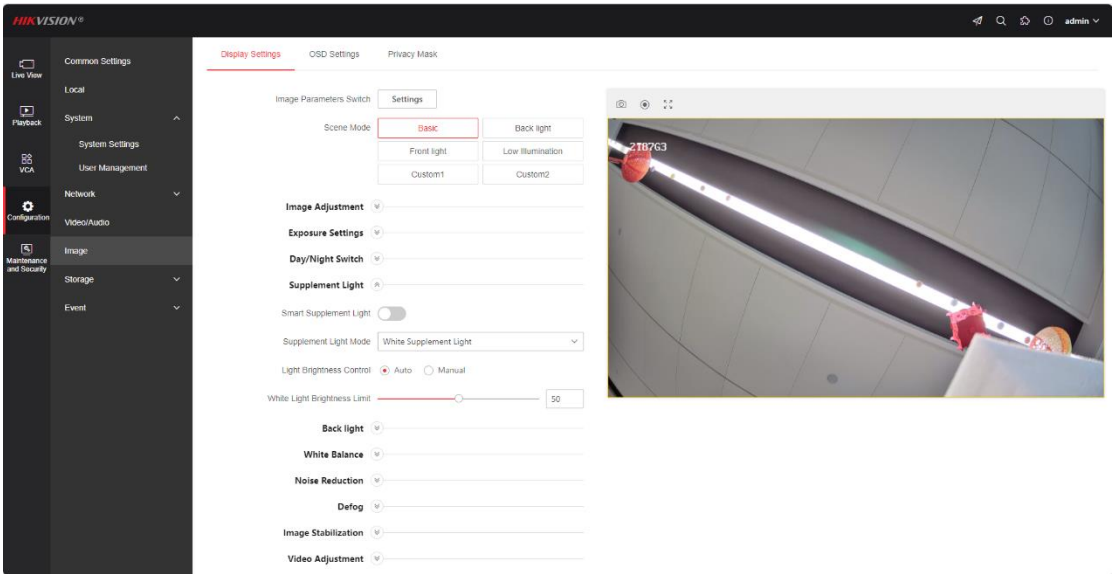 HIKVISION®
admin
Live View
Playback
VCA
Configuration
Maintenance
and Security
Common Settings
Local
System
System Settings
User Management
Network
Video/Audio
Image
Storage
Event
Display Settings OSD Settings Privacy Mask
Image Parameters Switch Settings
Scene Mode Basic Back light
Front light Low Illumination
Custom1 Custom2
Image Adjustment
Exposure Settings
Day/Night Switch
Supplement Light
Smart Supplement Light
Supplement Light Mode White Supplement Light
Light Brightness Control Auto Manual
White Light Brightness Limit 50
Back light
White Balance
Noise Reduction
Defog
Image Stabilization
Video Adjustment
2T87G3